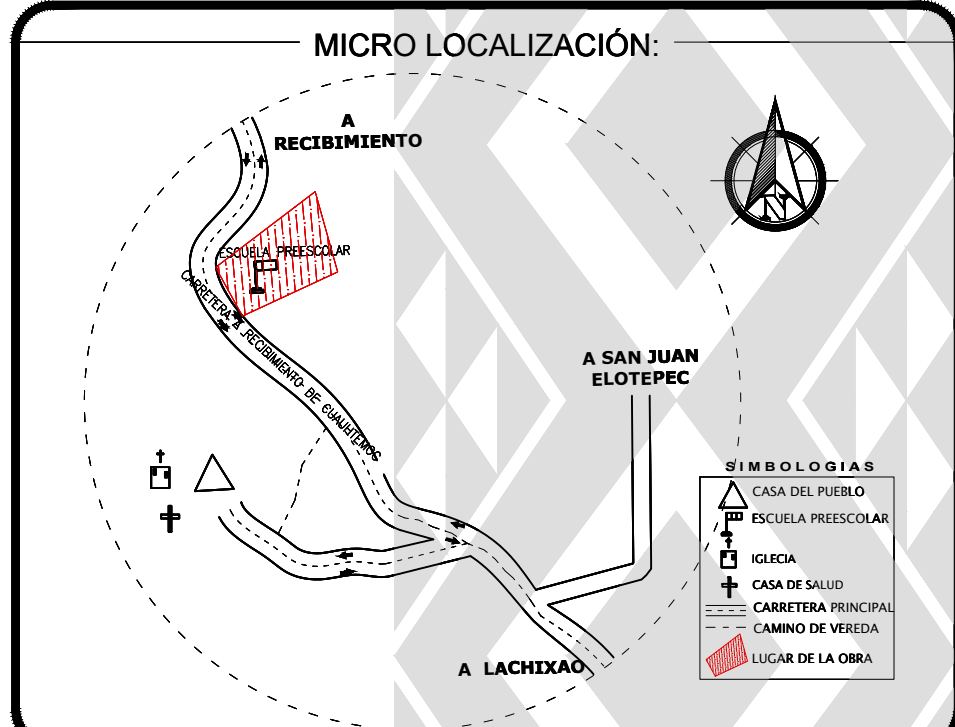 MICRO LOCALIZACIÓN:
A
RECIBIMIENTO
N
ESCUELA PREESCOLAR
CARRETERA A RECIBIMIENTO DE CUAUHTEMOC
A SAN JUAN
ELOTEPEC
A LACHIXAO
SIMBOLOGIAS
CASA DEL PUEBLO
ESCUELA PREESCOLAR
IGLECIA
CASA DE SALUD
CARRETERA PRINCIPAL
CAMINO DE VEREDA
LUGAR DE LA OBRA